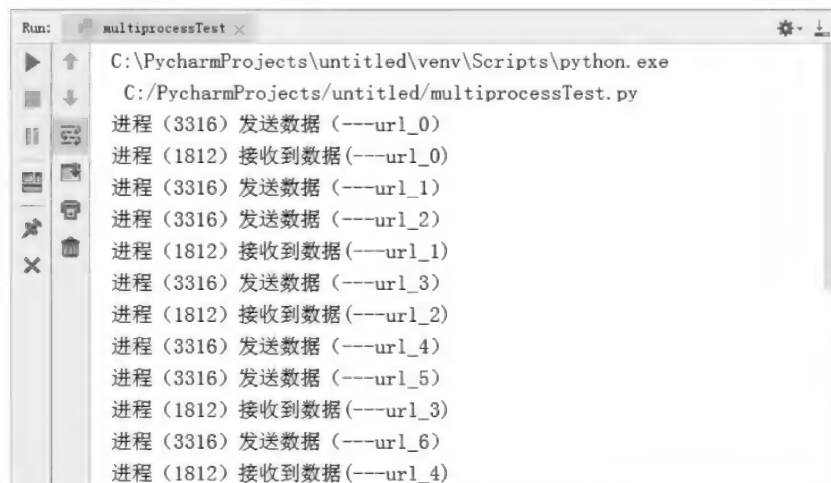 Run: multiprocessTest
C:\PycharmProjects\untitled\venv\Scripts\python.exe
C:/PycharmProjects/untitled/multiprocessTest.py
进程（3316）发送数据（---url_0）
进程（1812）接收到数据(---url_0)
进程（3316）发送数据（---url_1）
进程（3316）发送数据（---url_2）
进程（1812）接收到数据(---url_1)
进程（3316）发送数据（---url_3）
进程（1812）接收到数据(---url_2)
进程（3316）发送数据（---url_4）
进程（3316）发送数据（---url_5）
进程（1812）接收到数据(---url_3)
进程（3316）发送数据（---url_6）
进程（1812）接收到数据(---url_4)